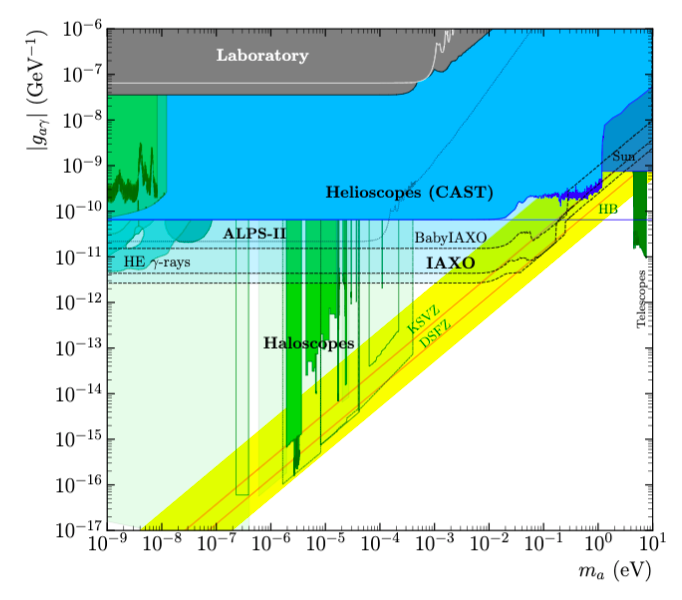 10⁻⁶
10⁻⁷
10⁻⁸
10⁻⁹
10⁻¹⁰
10⁻¹¹
10⁻¹²
10⁻¹³
10⁻¹⁴
10⁻¹⁵
10⁻¹⁶
10⁻¹⁷
|g_{aγ}| (GeV⁻¹)
Laboratory
Sun
Helioscopes (CAST)
HB
ALPS-II
BabyIAXO
HE γ-rays
IAXO
Telescopes
KSVZ
DSFZ
Haloscopes
10⁻⁹ 10⁻⁸ 10⁻⁷ 10⁻⁶ 10⁻⁵ 10⁻⁴ 10⁻³ 10⁻² 10⁻¹ 10⁰ 10¹
m_a (eV)